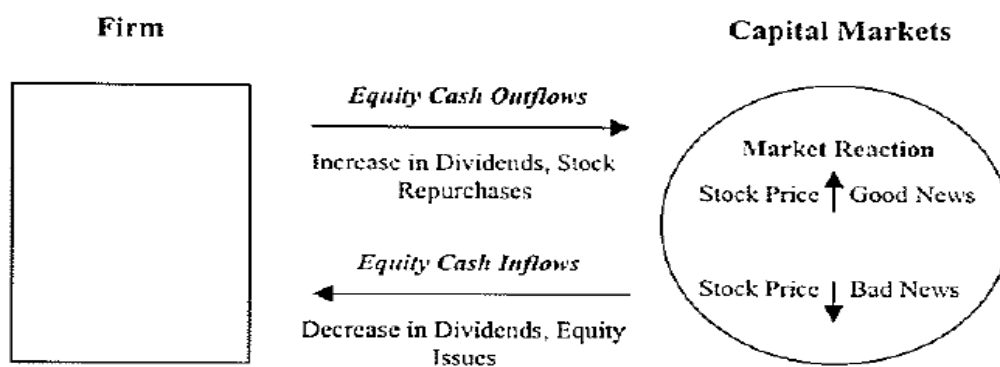 Firm
Capital Markets
Equity Cash Outflows
Increase in Dividends, Stock
Repurchases
Market Reaction
Stock Price Good News
Equity Cash Inflows
Stock Price Bad News
Decrease in Dividends, Equity
Issues